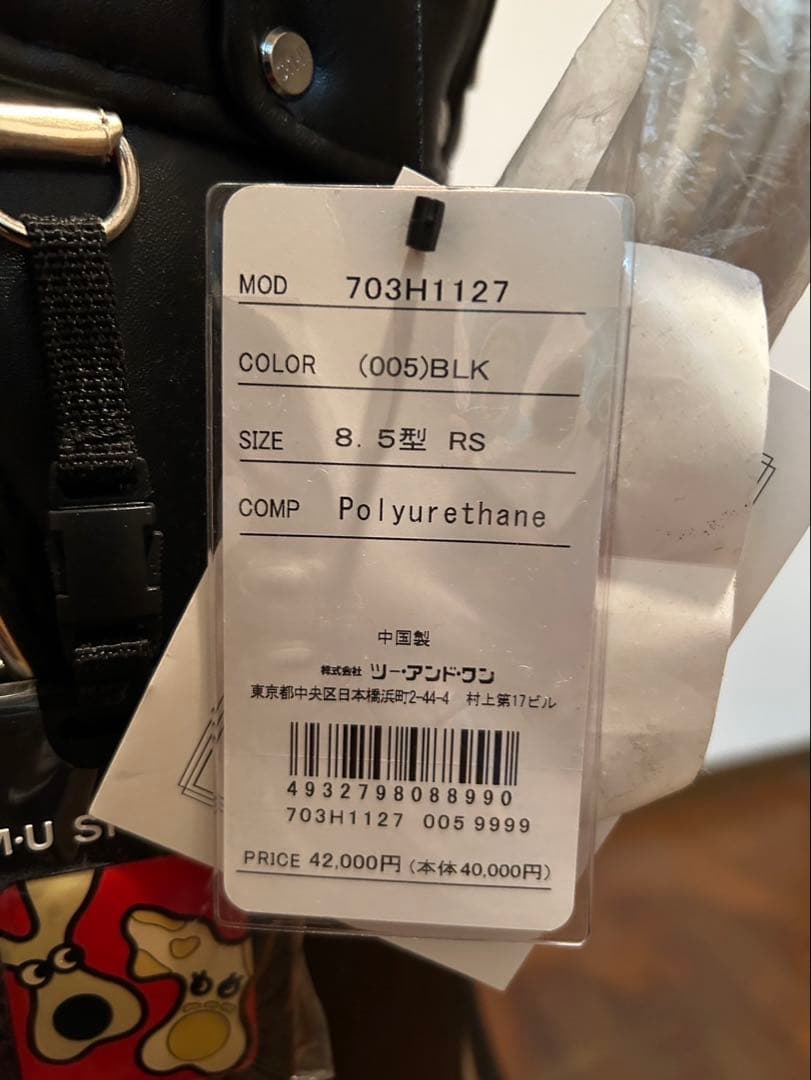 MOD 703H1127
COLOR (005)BLK
SIZE 8.5型 RS
COMP Polyurethane
中国製
株式会社 ツー・アンド・ワン
東京都中央区日本橋浜町2-44-4 村上第17ビル
4932798088990
703H1127 005 9999
PRICE 42,000円 (本体40,000円)
M・U S